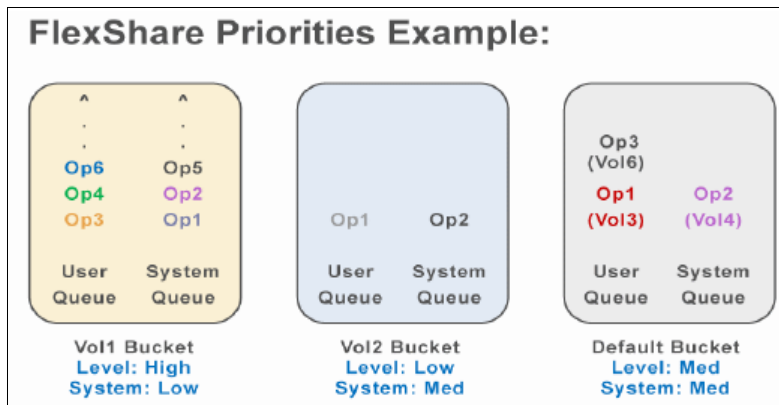 FlexShare Priorities Example:
^ ^
. .
. .
Op6 Op5
Op4 Op2
Op3 Op1
User System
Queue Queue
Vol1 Bucket
Level: High
System: Low
Op1 Op2
User System
Queue Queue
Vol2 Bucket
Level: Low
System: Med
Op3
(Vol6)
Op1 Op2
(Vol3) (Vol4)
User System
Queue Queue
Default Bucket
Level: Med
System: Med